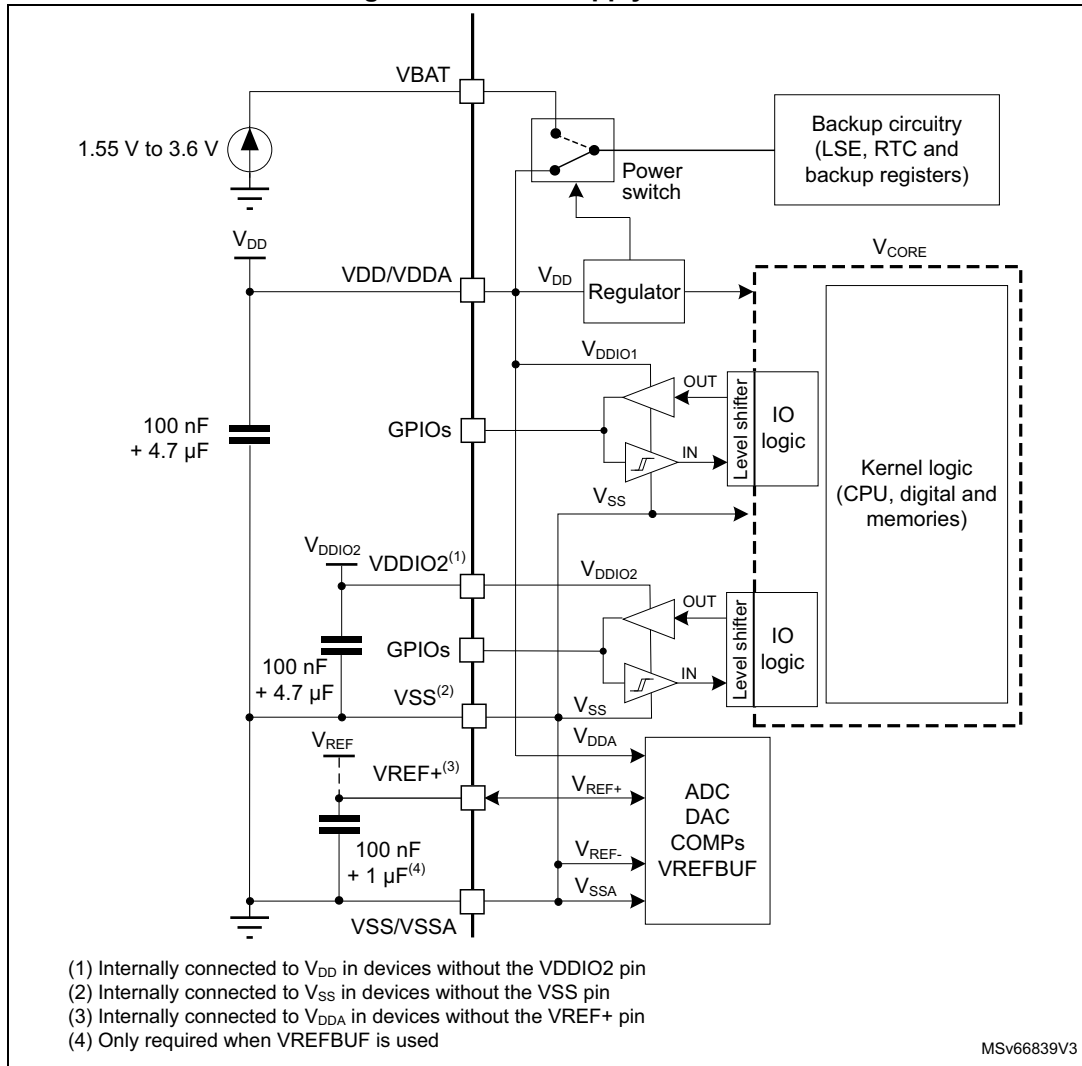 VBAT
1.55 V to 3.6 V
Power
switch
Backup circuitry
(LSE, RTC and
backup registers)
VDD
VDD/VDDA
VDD
Regulator
VCORE
VDDIO1
OUT
Level shifter
IO
logic
GPIOs
IN
100 nF
+ 4.7 µF
VSS
Kernel logic
(CPU, digital and
memories)
VDDIO2
VDDIO2(1)
VDDIO2
OUT
Level shifter
IO
logic
GPIOs
IN
100 nF
+ 4.7 µF
VSS(2)
VSS
VREF
VREF+(3)
VDDA
VREF+
ADC
DAC
COMPs
VREFBUF
100 nF
+ 1 µF(4)
VREF-
VSSA
VSS/VSSA
(1) Internally connected to VDD in devices without the VDDIO2 pin
(2) Internally connected to VSS in devices without the VSS pin
(3) Internally connected to VDDA in devices without the VREF+ pin
(4) Only required when VREFBUF is used
MSv66839V3